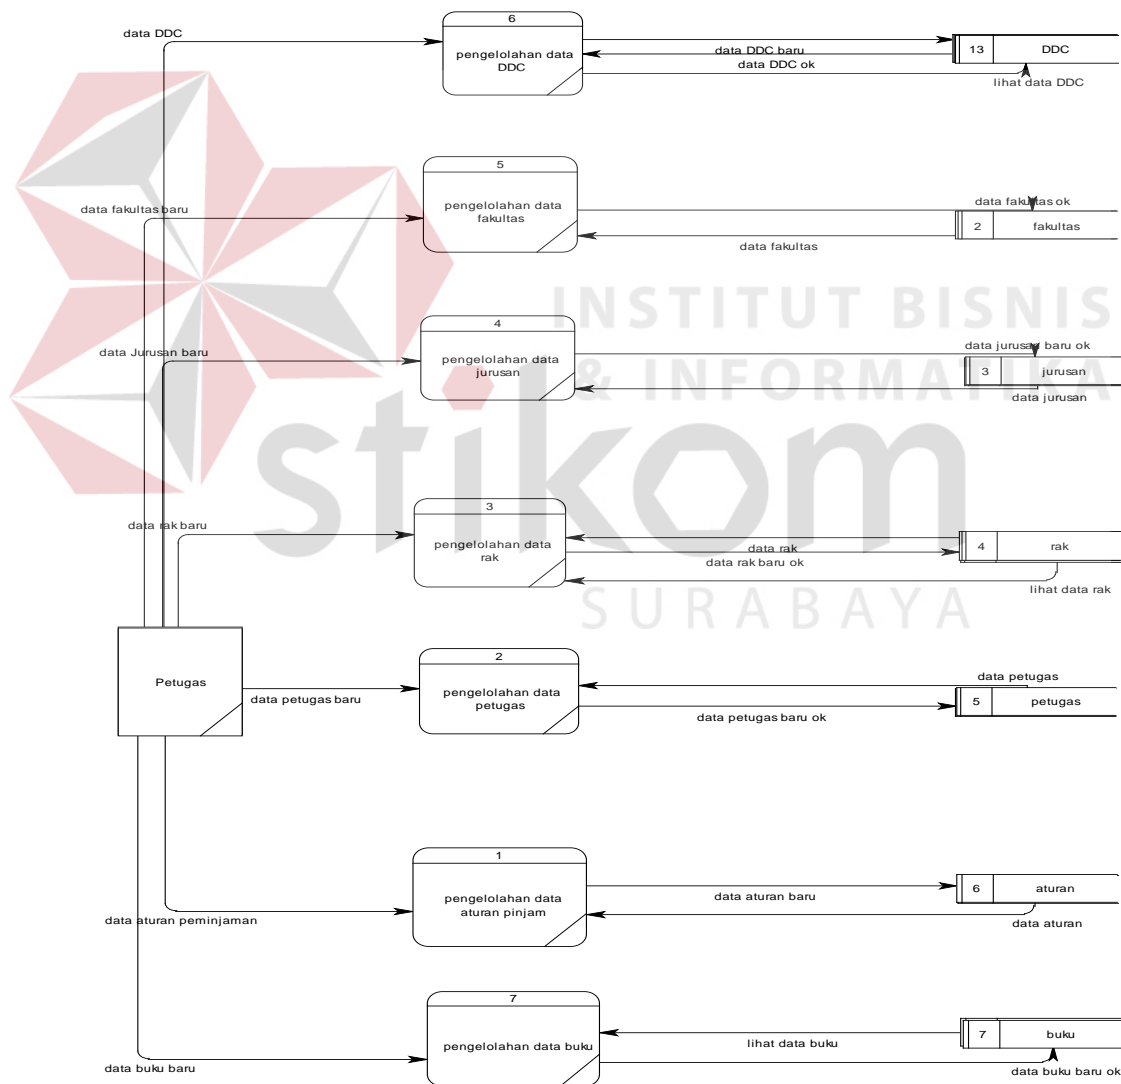 6
data DDC
pengelolahan data
DDC
data DDC baru
data DDC ok
13 DDC
lihat data DDC
5
data fakultas baru
pengelolahan data
fakultas
data fakultas ok
2 fakultas
data fakultas
INSTITUT BISNIS
& INFORMATIKA
stikom
SURABAYA
4
data Jurusan baru
pengelolahan data
jurusan
data jurusan baru ok
3 jurusan
data jurusan
3
data rak baru
pengelolahan data
rak
data rak
data rak baru ok
4 rak
lihat data rak
Petugas
2
data petugas baru
pengelolahan data
petugas
data petugas
5 petugas
data petugas baru ok
1
data aturan peminjaman
pengelolahan data
aturan pinjam
data aturan baru
6 aturan
data aturan
7
data buku baru
pengelolahan data buku
lihat data buku
7 buku
data buku baru ok